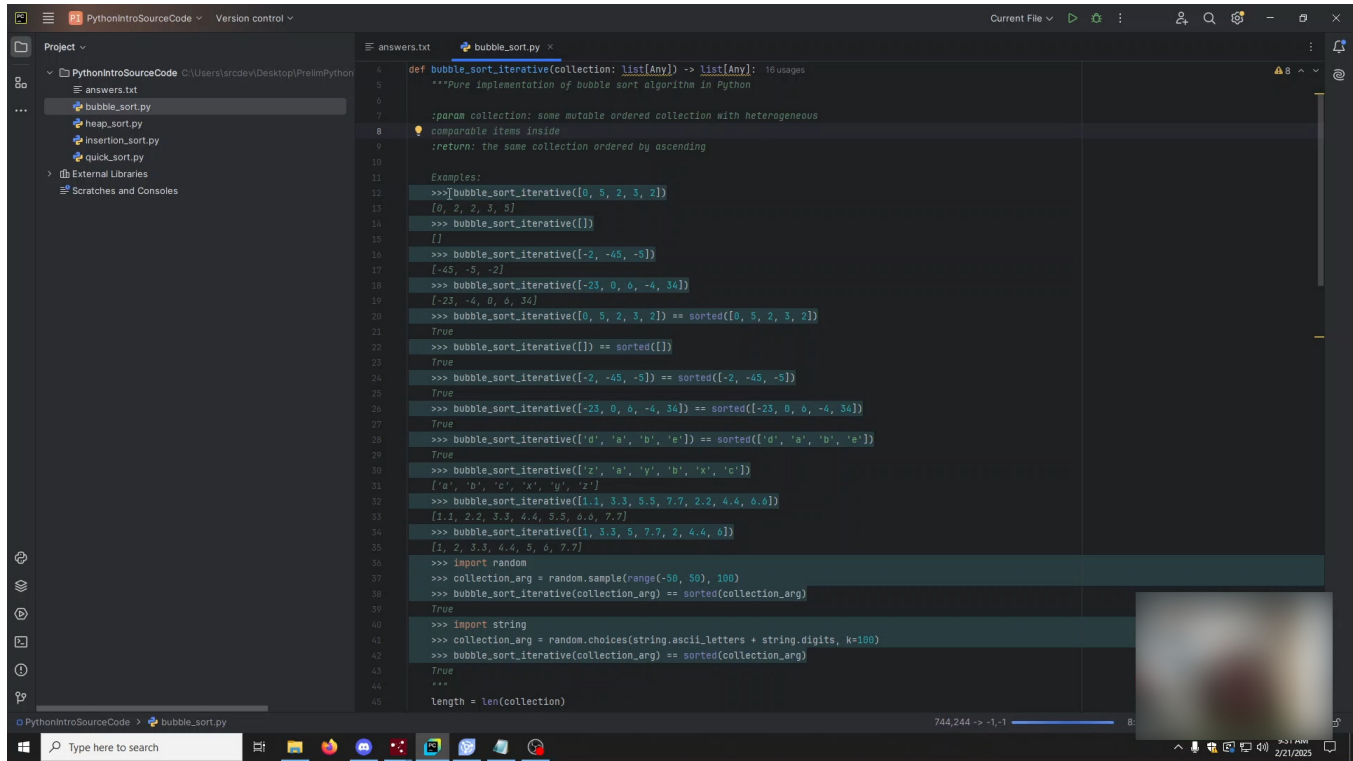 PC PI PythonIntroSourceCode Version control Current File
Project
answers.txt bubble_sort.py
PythonIntroSourceCode C:\Users\srcdev\Desktop\PrelimPython
answers.txt
bubble_sort.py
heap_sort.py
insertion_sort.py
quick_sort.py
External Libraries
Scratches and Consoles
4 def bubble_sort_iterative(collection: list[Any]) -> list[Any]: 16 usages
8
5 """Pure implementation of bubble sort algorithm in Python
6
7 :param collection: some mutable ordered collection with heterogeneous
8 comparable items inside
9 :return: the same collection ordered by ascending
10
11 Examples:
12 >>> bubble_sort_iterative([0, 5, 2, 3, 2])
13 [0, 2, 2, 3, 5]
14 >>> bubble_sort_iterative([])
15 []
16 >>> bubble_sort_iterative([-2, -45, -5])
17 [-45, -5, -2]
18 >>> bubble_sort_iterative([-23, 0, 6, -4, 34])
19 [-23, -4, 0, 6, 34]
20 >>> bubble_sort_iterative([0, 5, 2, 3, 2]) == sorted([0, 5, 2, 3, 2])
21 True
22 >>> bubble_sort_iterative([]) == sorted([])
23 True
24 >>> bubble_sort_iterative([-2, -45, -5]) == sorted([-2, -45, -5])
25 True
26 >>> bubble_sort_iterative([-23, 0, 6, -4, 34]) == sorted([-23, 0, 6, -4, 34])
27 True
28 >>> bubble_sort_iterative(['d', 'a', 'b', 'e']) == sorted(['d', 'a', 'b', 'e'])
29 True
30 >>> bubble_sort_iterative(['z', 'a', 'y', 'b', 'x', 'c'])
31 ['a', 'b', 'c', 'x', 'y', 'z']
32 >>> bubble_sort_iterative([1.1, 3.3, 5.5, 7.7, 2.2, 4.4, 6.6])
33 [1.1, 2.2, 3.3, 4.4, 5.5, 6.6, 7.7]
34 >>> bubble_sort_iterative([1, 3.3, 5, 7.7, 2, 4.4, 6])
35 [1, 2, 3.3, 4.4, 5, 6, 7.7]
36 >>> import random
37 >>> collection_arg = random.sample(range(-50, 50), 100)
38 >>> bubble_sort_iterative(collection_arg) == sorted(collection_arg)
39 True
40 >>> import string
41 >>> collection_arg = random.choices(string.ascii_letters + string.digits, k=100)
42 >>> bubble_sort_iterative(collection_arg) == sorted(collection_arg)
43 True
44 """
45 length = len(collection)
PythonIntroSourceCode > bubble_sort.py 744,244 -> -1,-1 8:
Type here to search PC
9:31 AM
2/21/2025